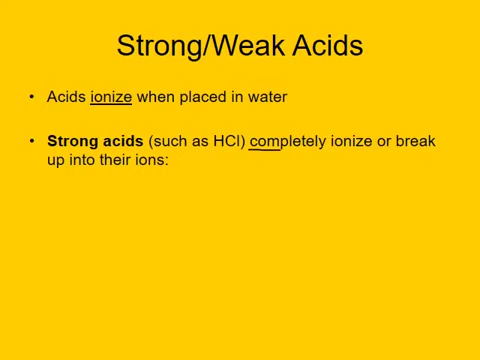 Strong/Weak Acids
• Acids ionize when placed in water
• Strong acids (such as HCl) completely ionize or break
up into their ions: